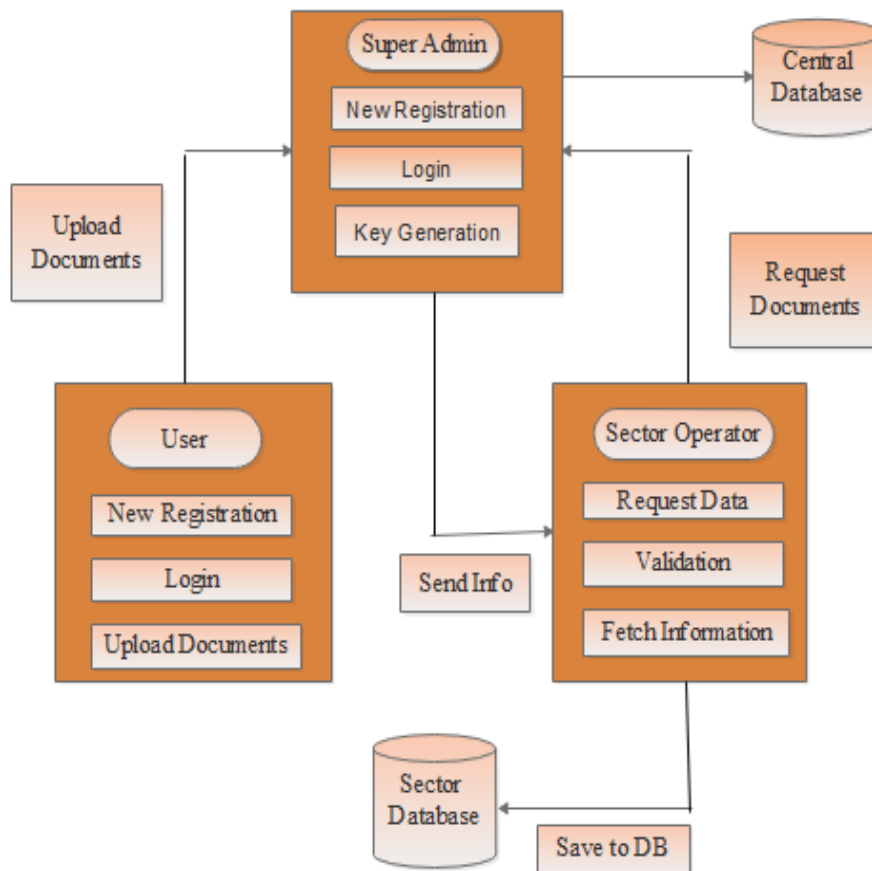 Super Admin
New Registration
Login
Key Generation
Central
Database
Upload
Documents
Request
Documents
User
New Registration
Login
Upload Documents
Send Info
Sector Operator
Request Data
Validation
Fetch Information
Sector
Database
Save to DB